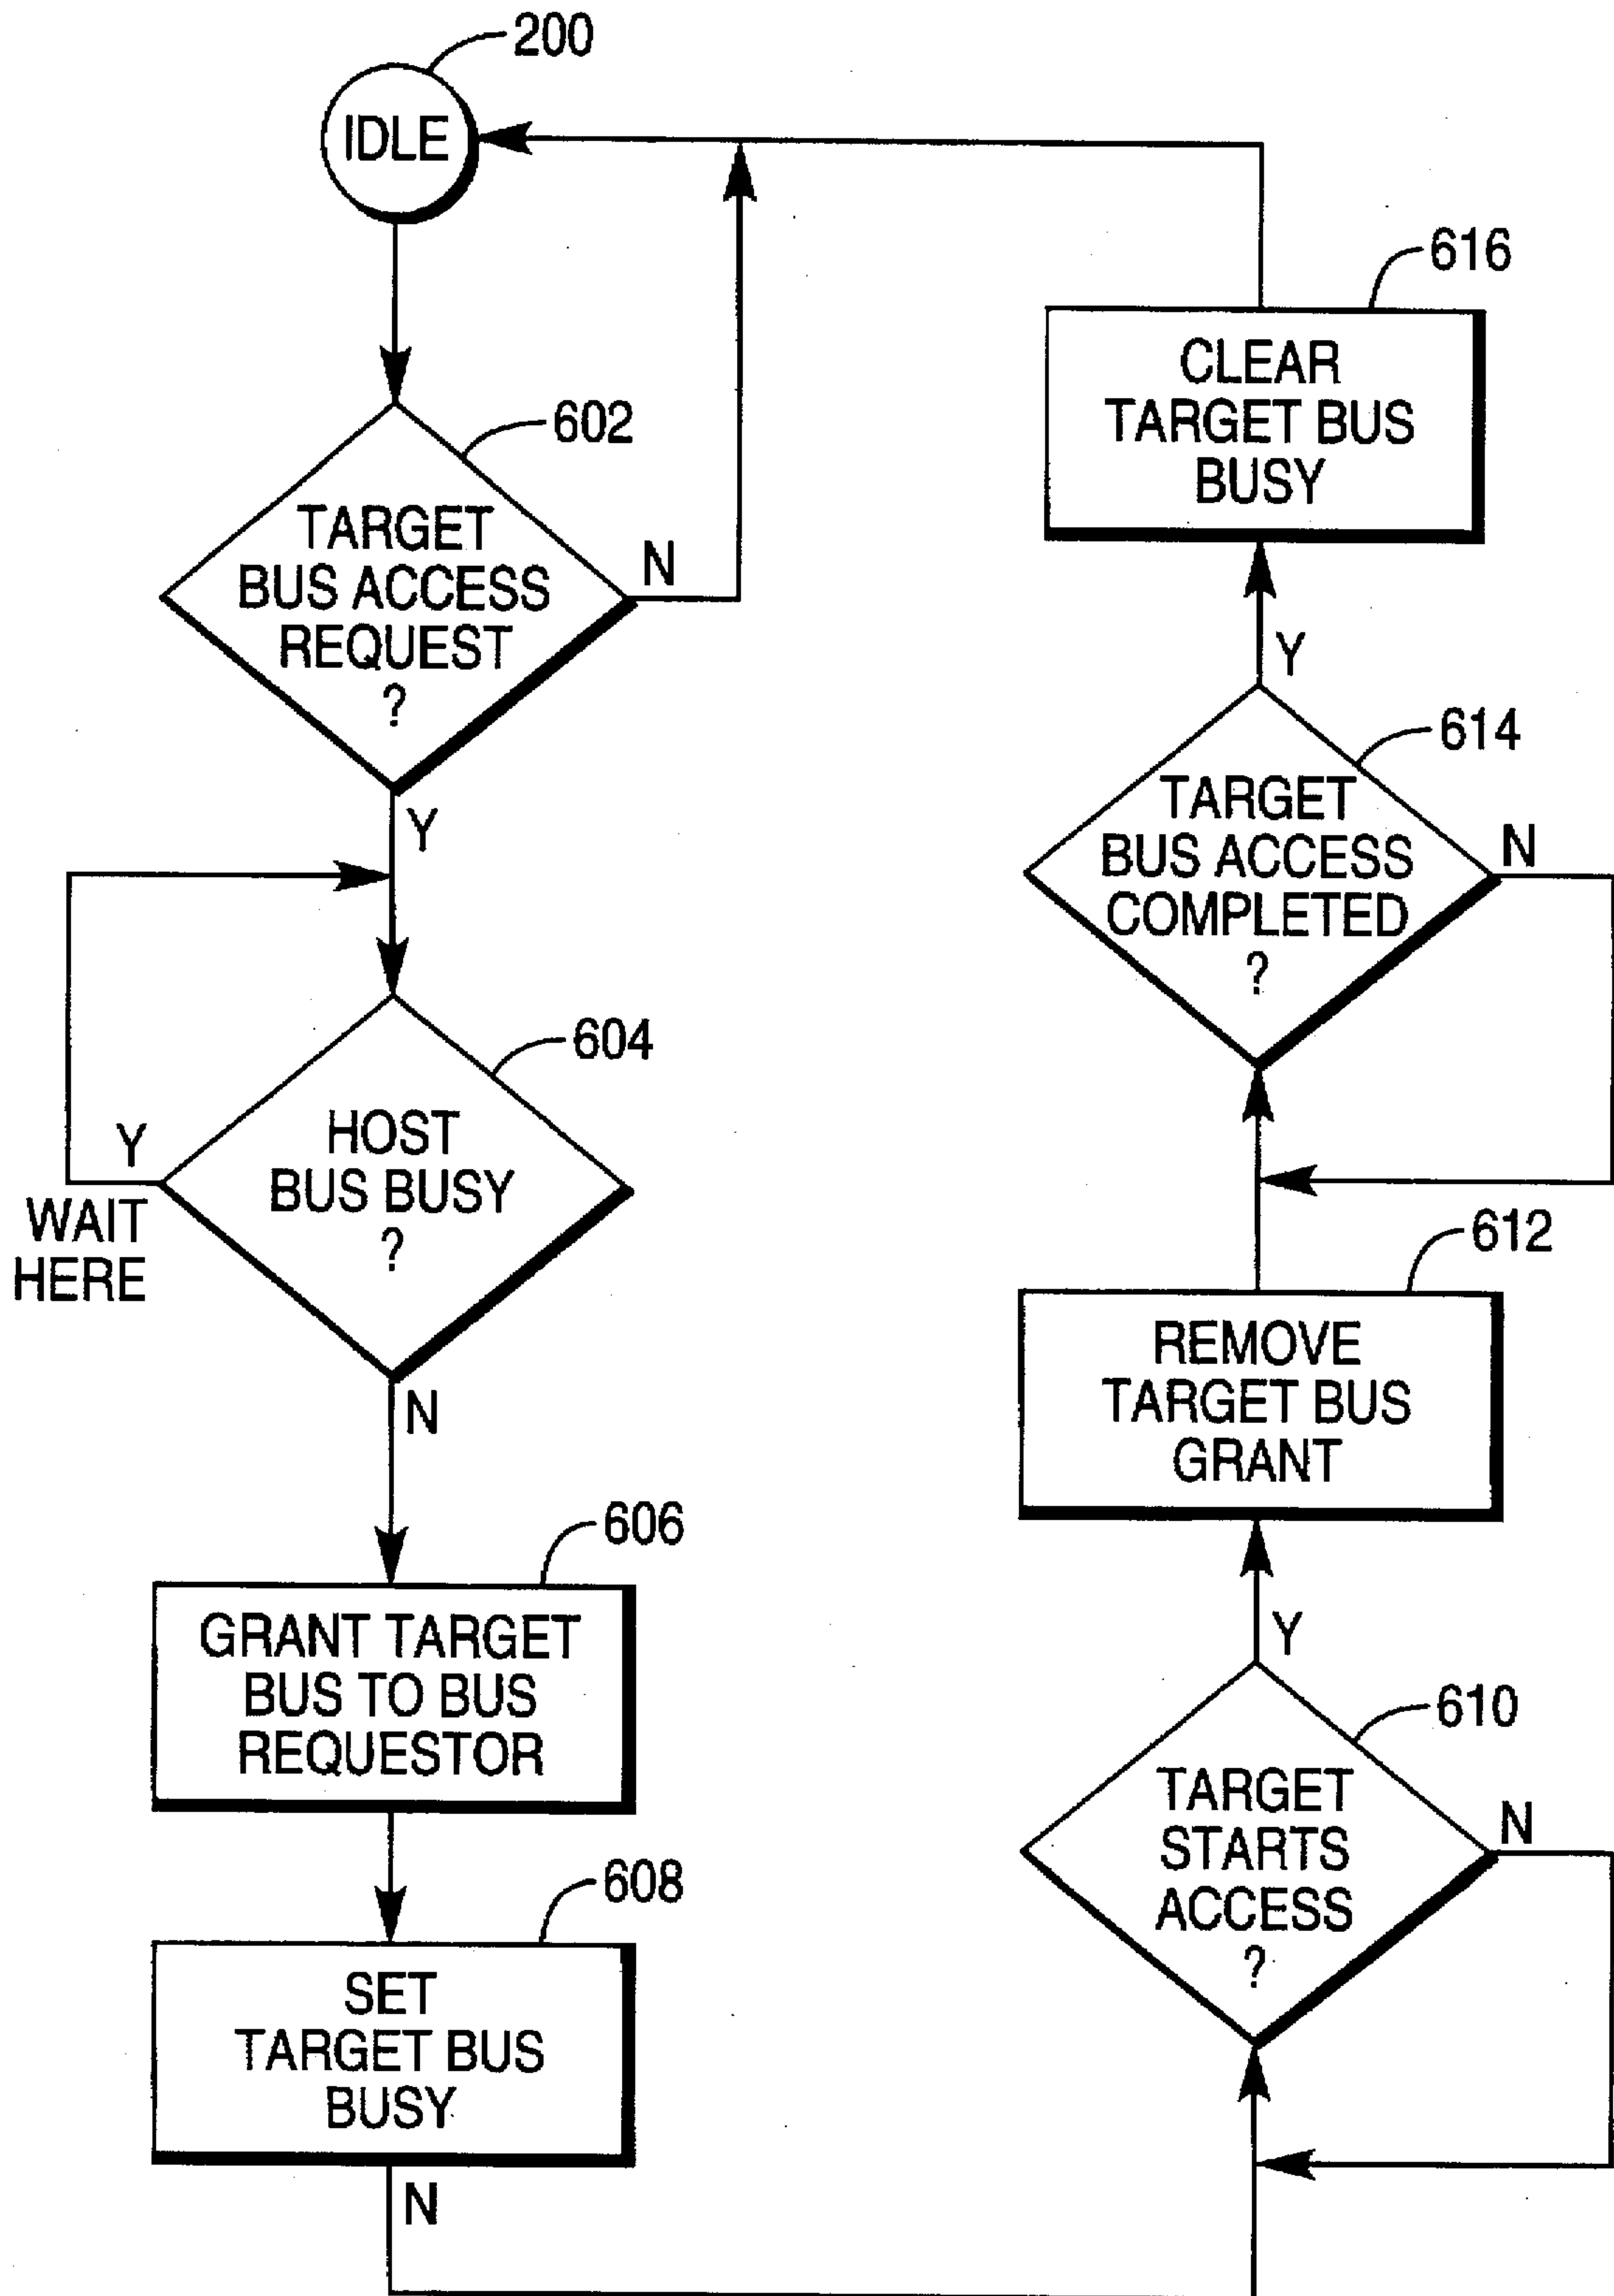 200
IDLE
602
TARGET
BUS ACCESS
REQUEST
?
N
Y
604
HOST
BUS BUSY
?
Y
WAIT
HERE
N
606
GRANT TARGET
BUS TO BUS
REQUESTOR
608
SET
TARGET BUS
BUSY
N
616
CLEAR
TARGET BUS
BUSY
Y
614
TARGET
BUS ACCESS
COMPLETED
?
N
612
REMOVE
TARGET BUS
GRANT
Y
610
TARGET
STARTS
ACCESS
?
N